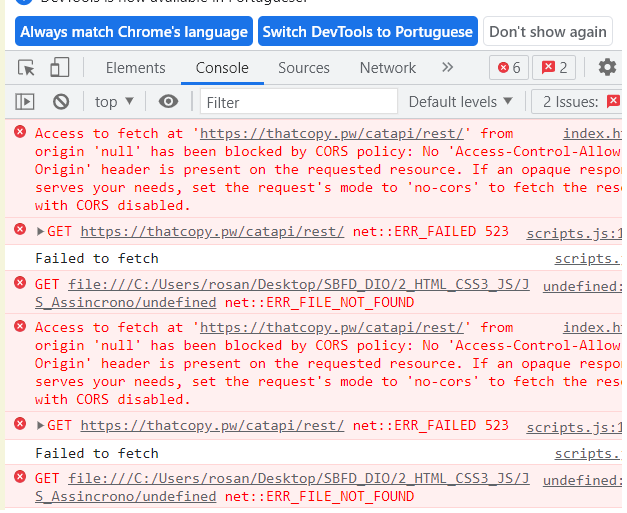 DevTools is now available in Portuguese!
Always match Chrome's language Switch DevTools to Portuguese Don't show again
Elements Console Sources Network » 6 2
top ▼ Filter Default levels ▼ 2 Issues:
Access to fetch at 'https://thatcopy.pw/catapi/rest/' from index.h
origin 'null' has been blocked by CORS policy: No 'Access-Control-Allow
Origin' header is present on the requested resource. If an opaque respo
serves your needs, set the request's mode to 'no-cors' to fetch the res
with CORS disabled.
▶GET https://thatcopy.pw/catapi/rest/ net::ERR_FAILED 523 scripts.js:1
Failed to fetch scripts.
GET file:///C:/Users/rosan/Desktop/SBFD_DIO/2_HTML_CSS3_JS/J undefined:
S_Assincrono/undefined net::ERR_FILE_NOT_FOUND
Access to fetch at 'https://thatcopy.pw/catapi/rest/' from index.h
origin 'null' has been blocked by CORS policy: No 'Access-Control-Allow
Origin' header is present on the requested resource. If an opaque respo
serves your needs, set the request's mode to 'no-cors' to fetch the res
with CORS disabled.
▶GET https://thatcopy.pw/catapi/rest/ net::ERR_FAILED 523 scripts.js:1
Failed to fetch scripts.
GET file:///C:/Users/rosan/Desktop/SBFD_DIO/2_HTML_CSS3_JS/J undefined:
S_Assincrono/undefined net::ERR_FILE_NOT_FOUND